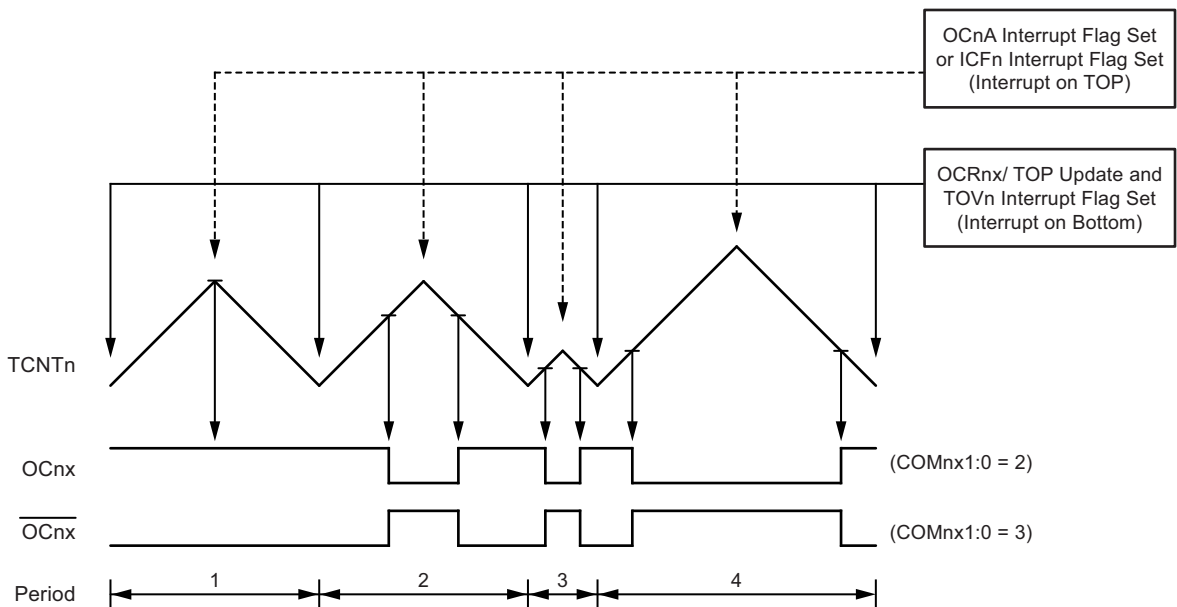 OCnA Interrupt Flag Set
or ICFn Interrupt Flag Set
(Interrupt on TOP)
OCRnx/ TOP Update and
TOVn Interrupt Flag Set
(Interrupt on Bottom)
TCNTn
OCnx
(COMnx1:0 = 2)
OCnx
(COMnx1:0 = 3)
Period
1
2
3
4